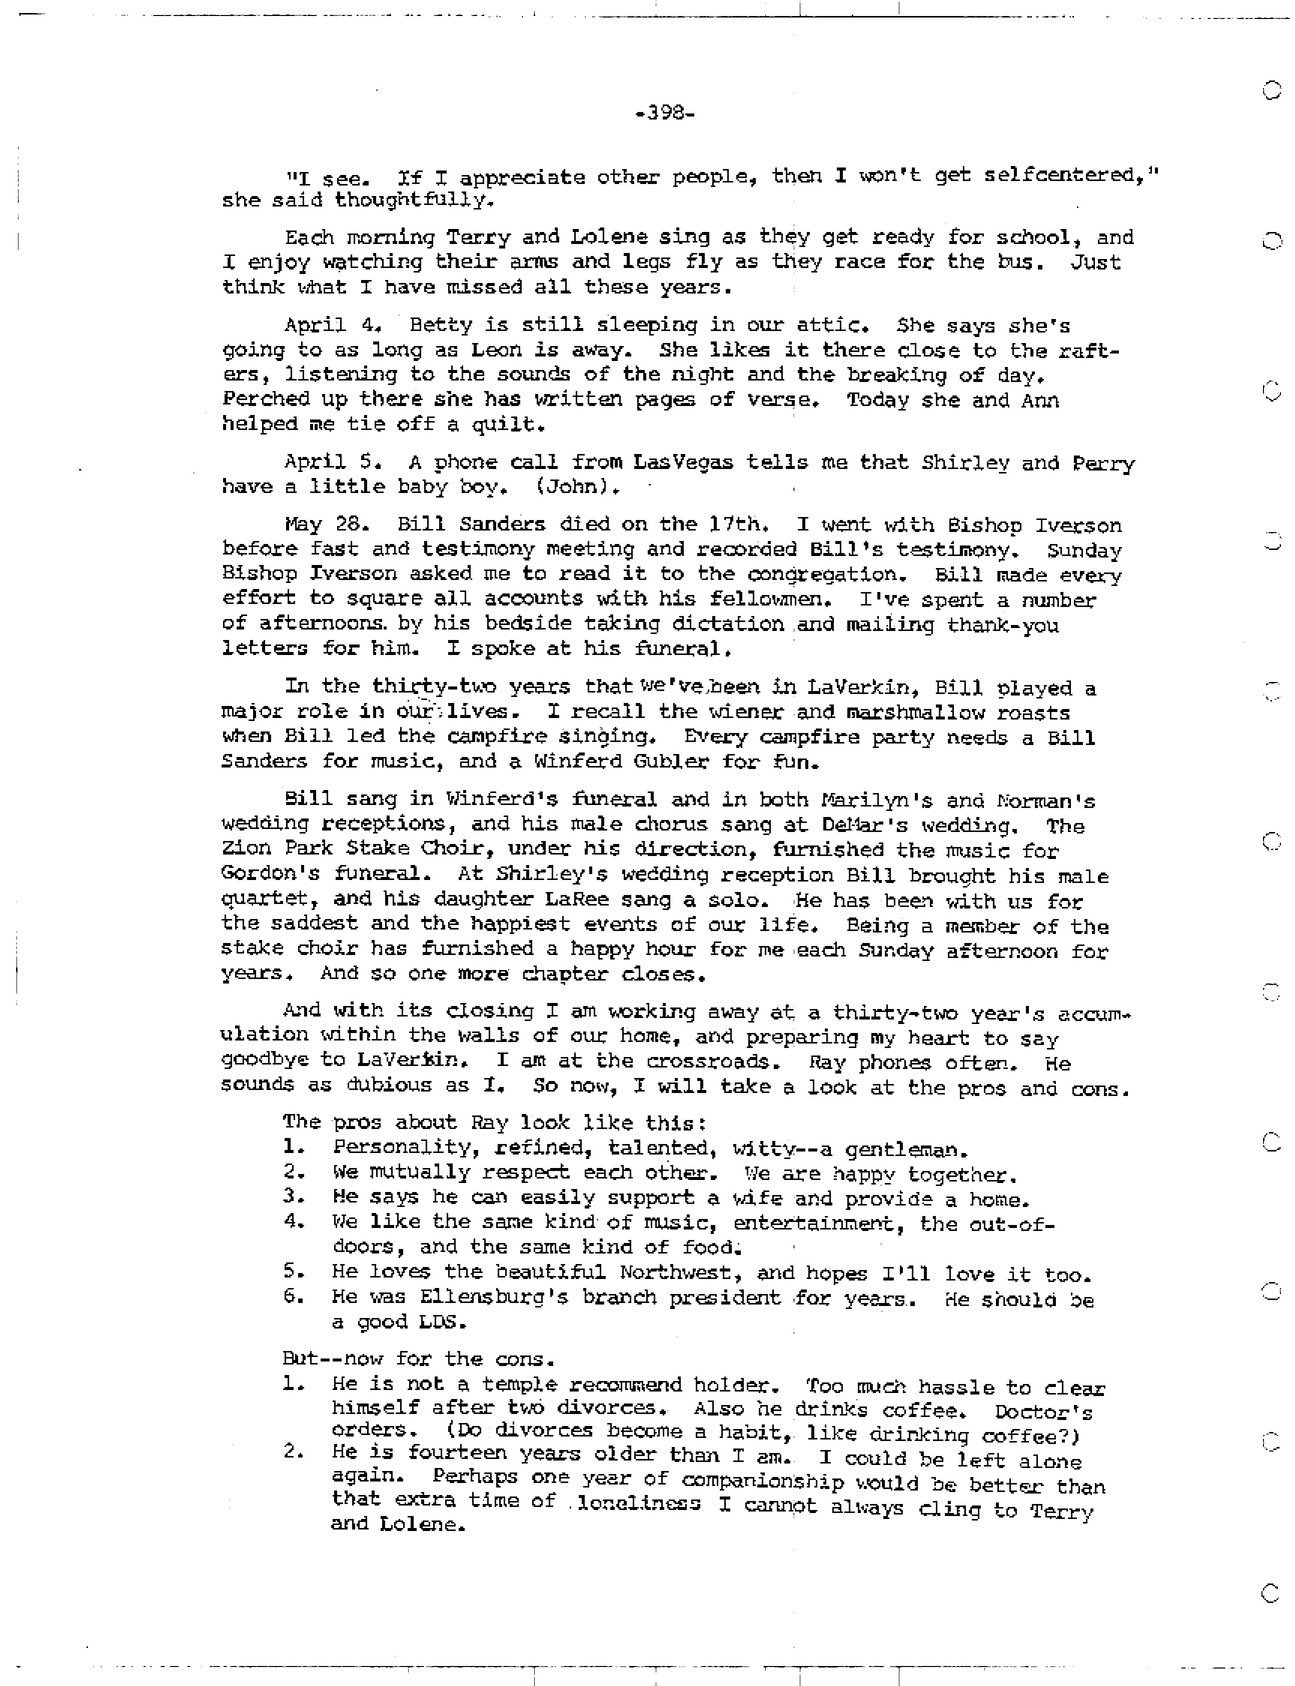 -398-
"I see. If I appreciate other people, then I won't get selfcentered,"
she said thoughtfully.
Each morning Terry and Lolene sing as they get ready for school, and
I enjoy watching their arms and legs fly as they race for the bus. Just
think what I have missed all these years.
April 4. Betty is still sleeping in our attic. She says she's
going to as long as Leon is away. She likes it there close to the raft-
ers, listening to the sounds of the night and the breaking of day.
Perched up there she has written pages of verse. Today she and Ann
helped me tie off a quilt.
April 5. A phone call from LasVegas tells me that Shirley and Perry
have a little baby boy. (John).
May 28. Bill Sanders died on the 17th. I went with Bishop Iverson
before fast and testimony meeting and recorded Bill's testimony. Sunday
Bishop Iverson asked me to read it to the congregation. Bill made every
effort to square all accounts with his fellowmen. I've spent a number
of afternoons. by his bedside taking dictation and mailing thank-you
letters for him. I spoke at his funeral.
In the thirty-two years that we've been in LaVerkin, Bill played a
major role in our lives. I recall the wiener and marshmallow roasts
when Bill led the campfire singing. Every campfire party needs a Bill
Sanders for music, and a Winferd Gubler for fun.
Bill sang in Winferd's funeral and in both Marilyn's and Norman's
wedding receptions, and his male chorus sang at DeMar's wedding. The
Zion Park Stake Choir, under his direction, furnished the music for
Gordon's funeral. At Shirley's wedding reception Bill brought his male
quartet, and his daughter LaRee sang a solo. He has been with us for
the saddest and the happiest events of our life. Being a member of the
stake choir has furnished a happy hour for me each Sunday afternoon for
years. And so one more chapter closes.
And with its closing I am working away at a thirty-two year's accum-
ulation within the walls of our home, and preparing my heart to say
goodbye to LaVerkin. I am at the crossroads. Ray phones often. He
sounds as dubious as I. So now, I will take a look at the pros and cons.
The pros about Ray look like this:
1. Personality, refined, talented, witty--a gentleman.
2. We mutually respect each other. We are happy together.
3. He says he can easily support a wife and provide a home.
4. We like the same kind of music, entertainment, the out-of-
doors, and the same kind of food.
5. He loves the beautiful Northwest, and hopes I'll love it too.
6. He was Ellensburg's branch president for years. He should be
a good LDS.
But--now for the cons.
1. He is not a temple recommend holder. Too much hassle to clear
himself after two divorces. Also he drinks coffee. Doctor's
orders. (Do divorces become a habit, like drinking coffee?)
2. He is fourteen years older than I am. I could be left alone
again. Perhaps one year of companionship would be better than
that extra time of loneliness I cannot always cling to Terry
and Lolene.